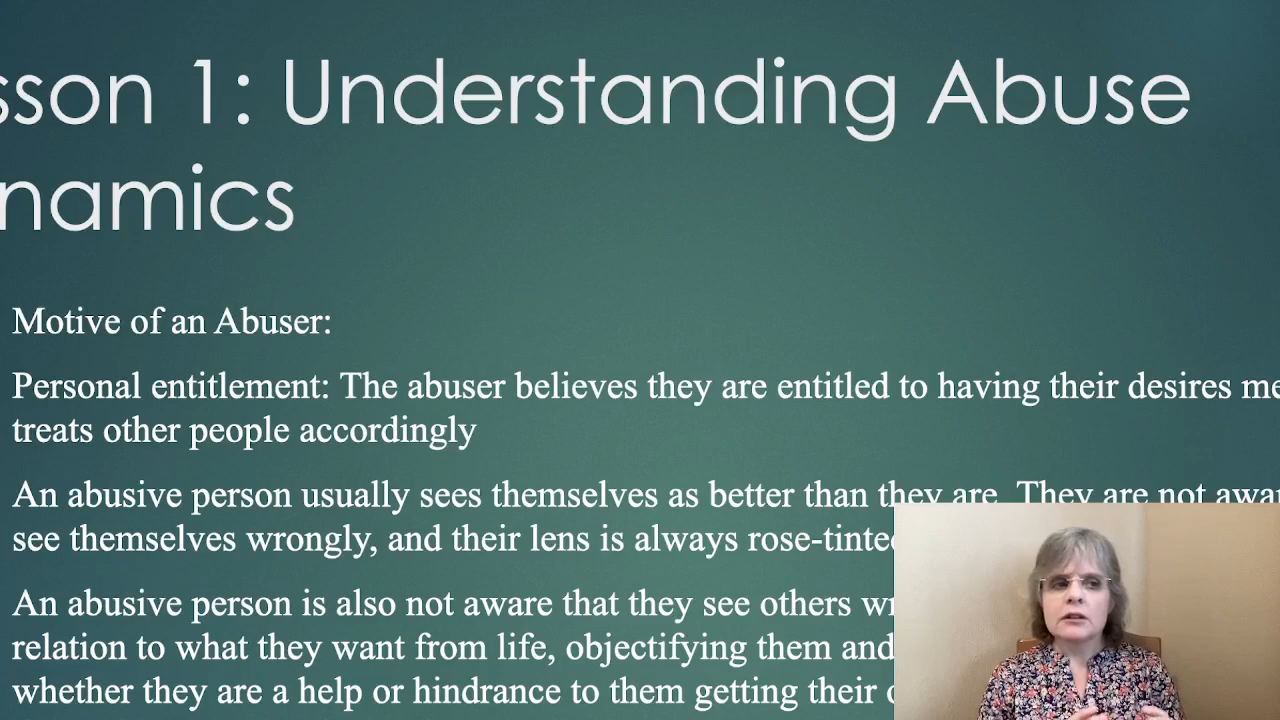 sson 1: Understanding Abuse
namics
Motive of an Abuser:
Personal entitlement: The abuser believes they are entitled to having their desires me
treats other people accordingly
An abusive person usually sees themselves as better than they are. They are not awar
see themselves wrongly, and their lens is always rose-tinted
An abusive person is also not aware that they see others wr
relation to what they want from life, objectifying them and
whether they are a help or hindrance to them getting their